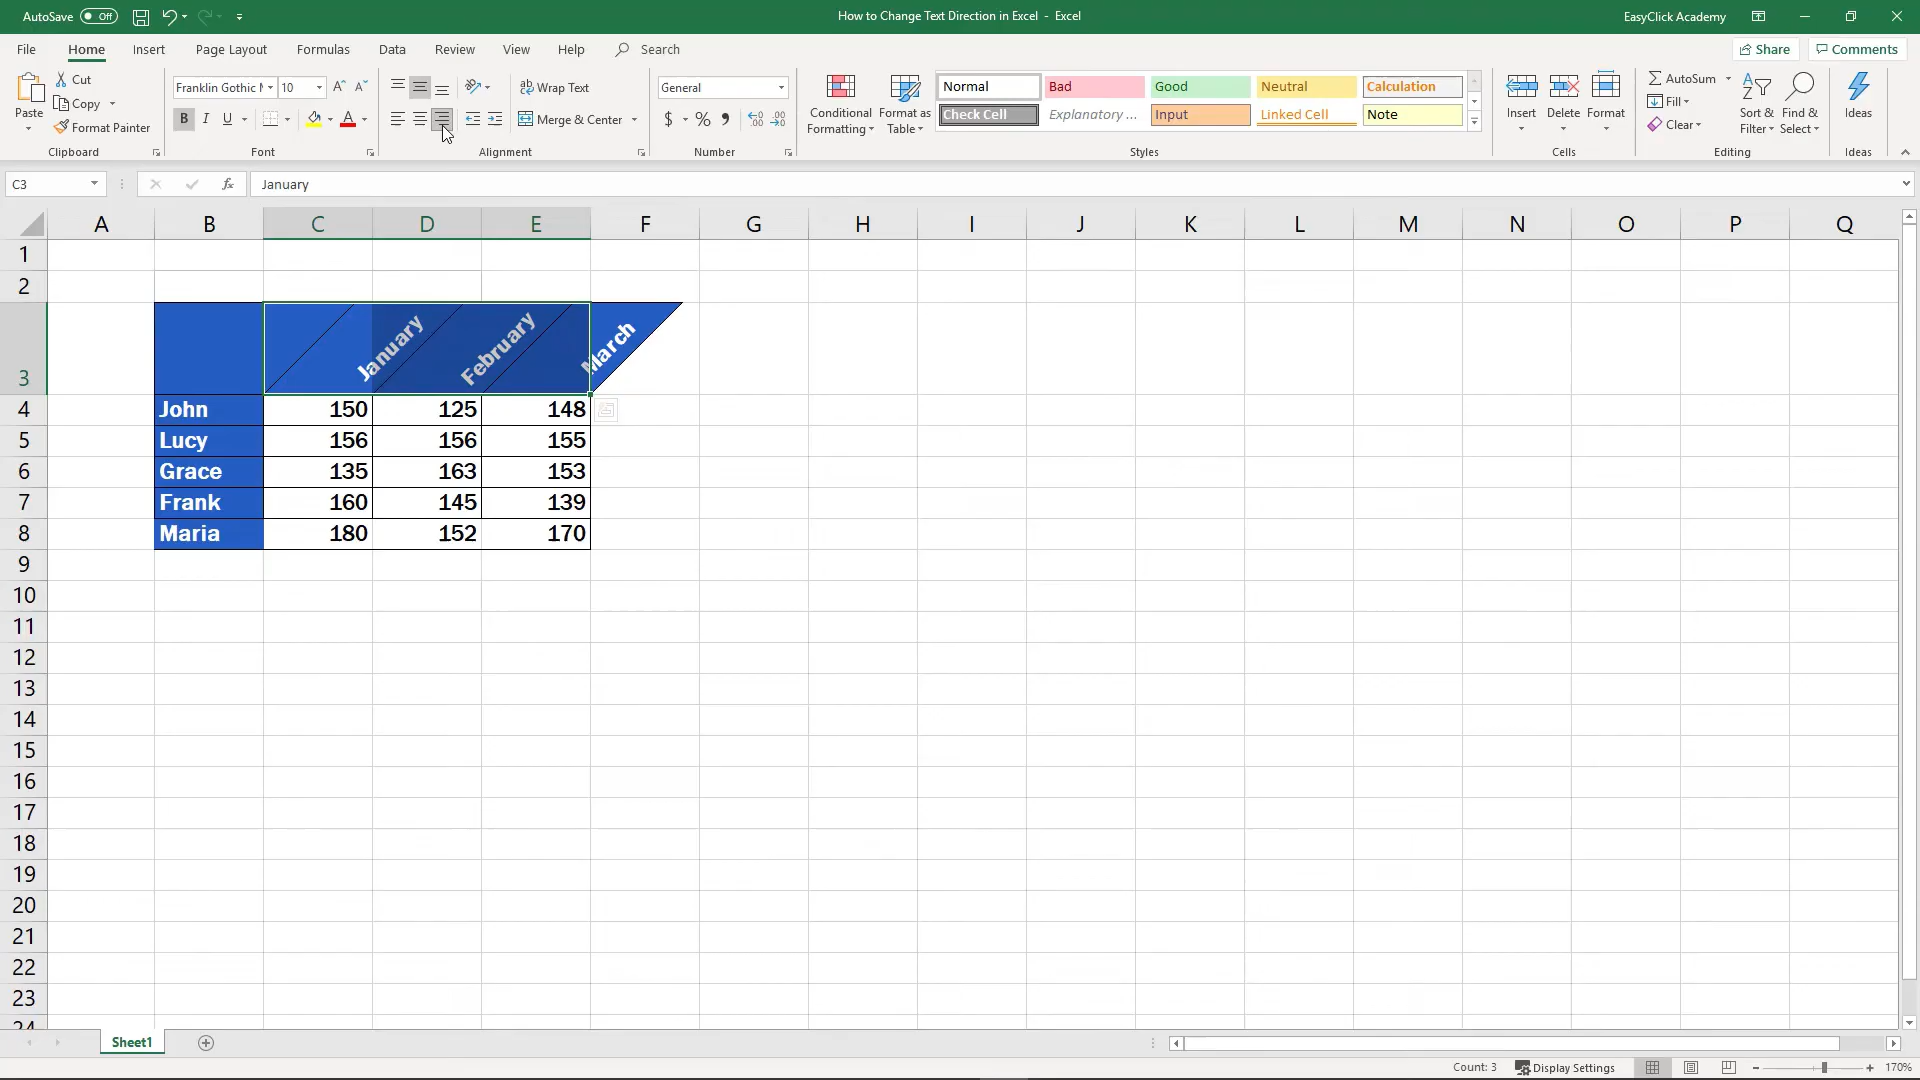 AutoSave Off How to Change Text Direction in Excel - Excel EasyClick Academy
File Home Insert Page Layout Formulas Data Review View Help Search Share Comments
Paste
Cut
Copy
Format Painter
Clipboard
Franklin Gothic 10
B I U A
Font
Wrap Text
Merge & Center
Alignment
General
$ % 9
Number
Conditional Formatting
Format as Table
Normal Bad Good Neutral Calculation
Check Cell Explanatory ... Input Linked Cell Note
Styles
Insert Delete Format
Cells
AutoSum
Fill
Clear
Sort & Filter
Find & Select
Editing
Ideas
Ideas
C3 fx January
A B C D E F G H I J K L M N O P Q
1
2
3 January February March
4 John 150 125 148
5 Lucy 156 156 155
6 Grace 135 163 153
7 Frank 160 145 139
8 Maria 180 152 170
9
10
11
12
13
14
15
16
17
18
19
20
21
22
23
24
Sheet1
Count: 3 Display Settings 170%